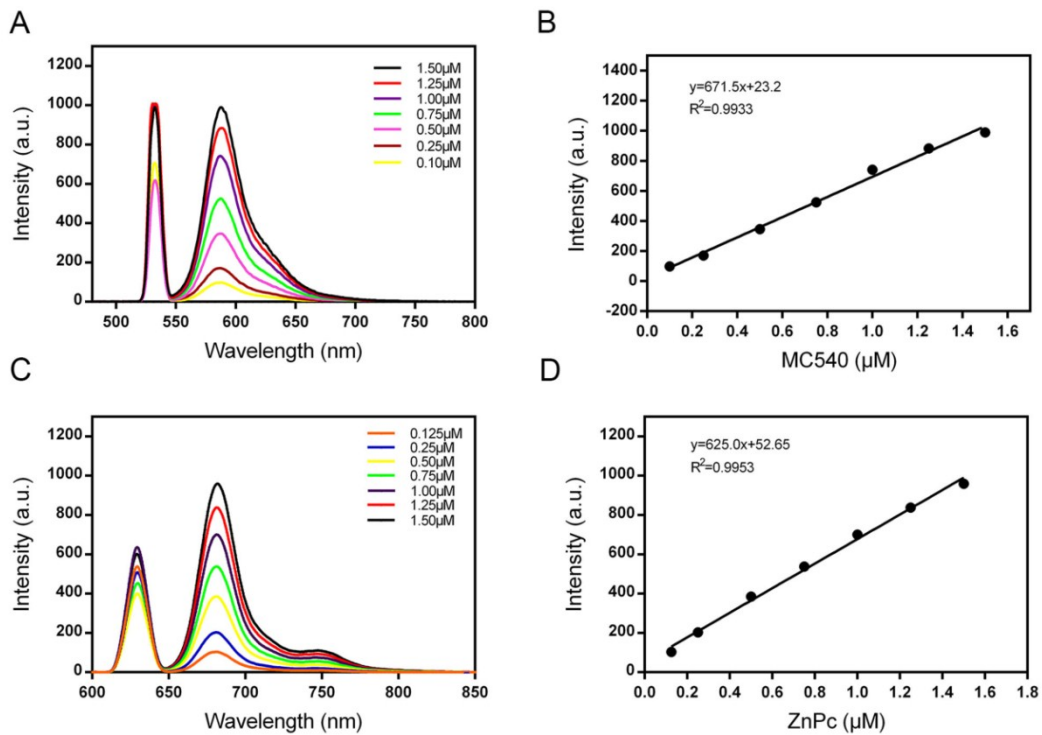 A
1200
1000
800
600
400
200
0
Intensity (a.u.)
1.50µM
1.25µM
1.00µM
0.75µM
0.50µM
0.25µM
0.10µM
500 550 600 650 700 750 800
Wavelength (nm)
B
1400
1200
1000
800
600
400
200
0
-200
Intensity (a.u.)
y=671.5x+23.2
R²=0.9933
0.0 0.2 0.4 0.6 0.8 1.0 1.2 1.4 1.6
MC540 (µM)
C
1200
1000
800
600
400
200
0
Intensity (a.u.)
0.125µM
0.25µM
0.50µM
0.75µM
1.00µM
1.25µM
1.50µM
600 650 700 750 800 850
Wavelength (nm)
D
1200
1000
800
600
400
200
0
Intensity (a.u.)
y=625.0x+52.65
R²=0.9953
0.0 0.2 0.4 0.6 0.8 1.0 1.2 1.4 1.6 1.8
ZnPc (µM)